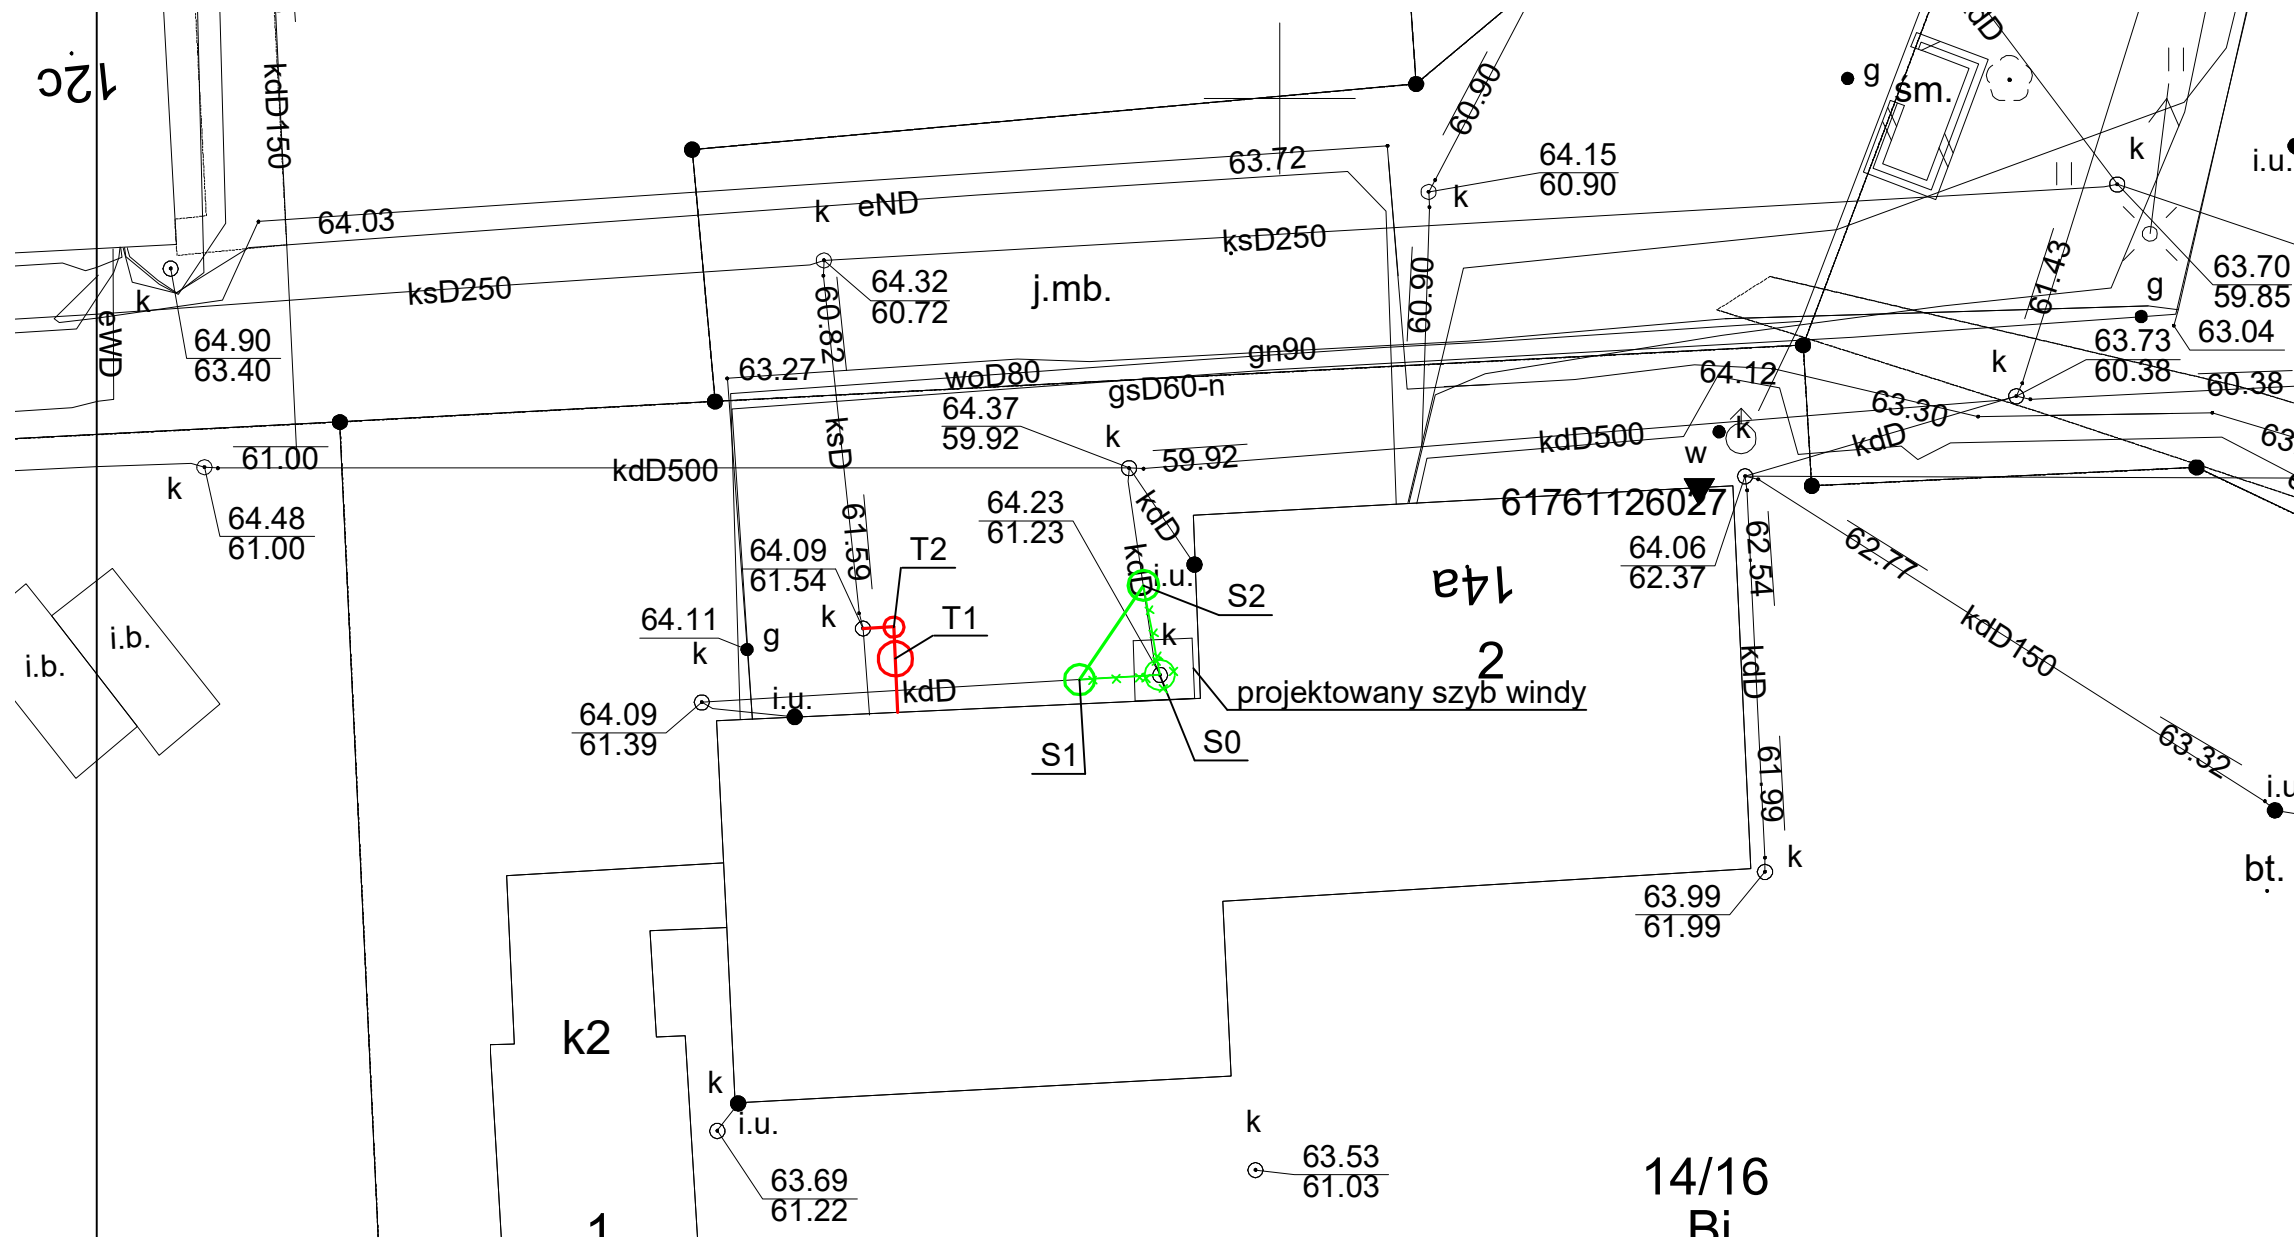 12c
kdD150
64.03
63.72
eND
k
ksD250
ksD250
j.mb.
64.32
60.72
60.82
60.90
64.15
60.90
k
60.90
g
śm.
k
i.u.
61.43
63.70
59.85
g
63.04
63.73
60.38
k
60.38
k
eWD
64.90
63.40
63.27
woD80
gn90
gsD60-n
64.37
59.92
k
59.92
64.12
63.30
kdD
kdD500
k
w
61761126027
61.00
k
kdD500
64.48
61.00
ksD
61.59
64.09
61.54
T2
T1
k
64.11
k
g
64.23
61.23
kdD
kdD
i.u.
S2
k
14a
2
64.06
62.37
62.54
62.77
kdD150
63.32
i.b.
i.b.
i.u.
kdD
64.09
61.39
projektowany szyb windy
S1
S0
kdD
61.99
k
63.99
61.99
bt.
k2
k
i.u.
63.69
61.22
k
63.53
61.03
14/16
Bi
1